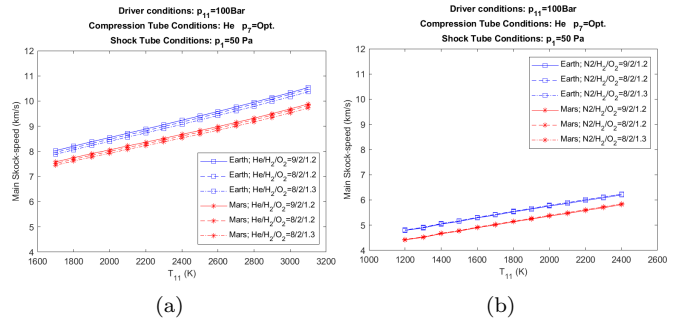 Driver conditions: p11=100Bar
Compression Tube Conditions: He p7=Opt.
Shock Tube Conditions: p1=50 Pa
12
11
10
9
8
7
6
5
4
Main Skock-speed (km/s)
Earth; He/H2/O2=9/2/1.2
Earth; He/H2/O2=8/2/1.2
Earth; He/H2/O2=8/2/1.3
Mars; He/H2/O2=9/2/1.2
Mars; He/H2/O2=8/2/1.2
Mars; He/H2/O2=8/2/1.3
1600 1800 2000 2200 2400 2600 2800 3000 3200
T11 (K)
(a)
Driver conditions: p11=100Bar
Compression Tube Conditions: He p7=Opt.
Shock Tube Conditions: p1=50 Pa
12
11
10
9
8
7
6
5
4
Main Skock-speed (km/s)
Earth; N2/H2/O2=9/2/1.2
Earth; N2/H2/O2=8/2/1.2
Earth; N2/H2/O2=8/2/1.3
Mars; N2/H2/O2=9/2/1.2
Mars; N2/H2/O2=8/2/1.2
Mars; N2/H2/O2=8/2/1.3
1000 1200 1400 1600 1800 2000 2200 2400 2600
T11 (K)
(b)